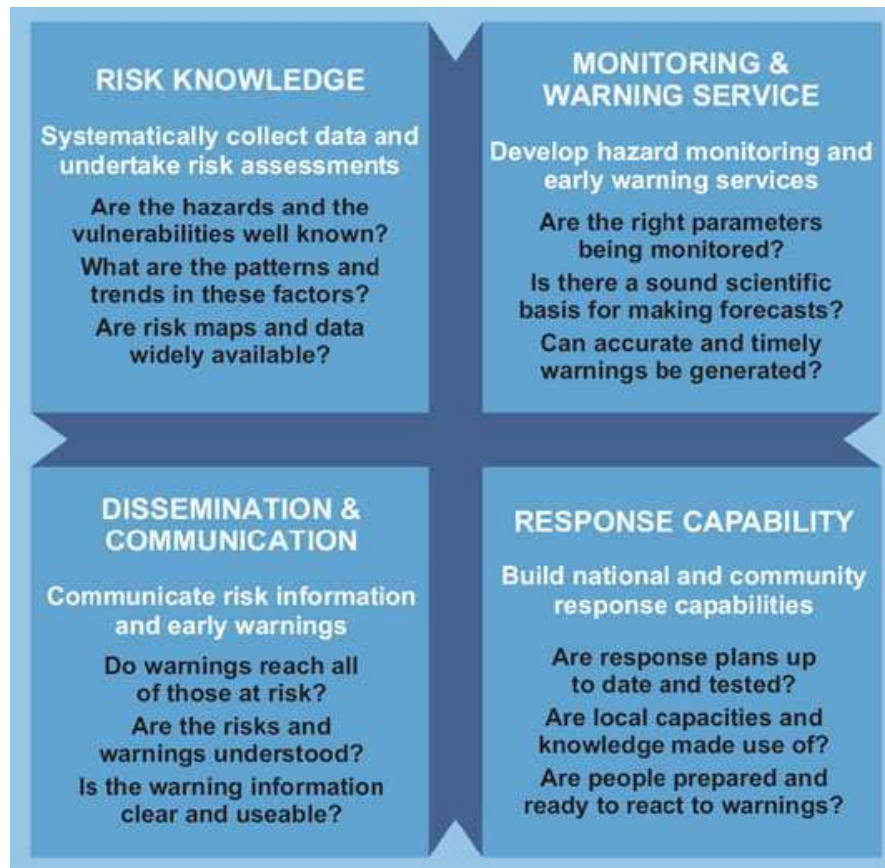 RISK KNOWLEDGE
Systematically collect data and
undertake risk assessments
Are the hazards and the
vulnerabilities well known?
What are the patterns and
trends in these factors?
Are risk maps and data
widely available?
MONITORING &
WARNING SERVICE
Develop hazard monitoring and
early warning services
Are the right parameters
being monitored?
Is there a sound scientific
basis for making forecasts?
Can accurate and timely
warnings be generated?
DISSEMINATION &
COMMUNICATION
Communicate risk information
and early warnings
Do warnings reach all
of those at risk?
Are the risks and
warnings understood?
Is the warning information
clear and useable?
RESPONSE CAPABILITY
Build national and community
response capabilities
Are response plans up
to date and tested?
Are local capacities and
knowledge made use of?
Are people prepared and
ready to react to warnings?